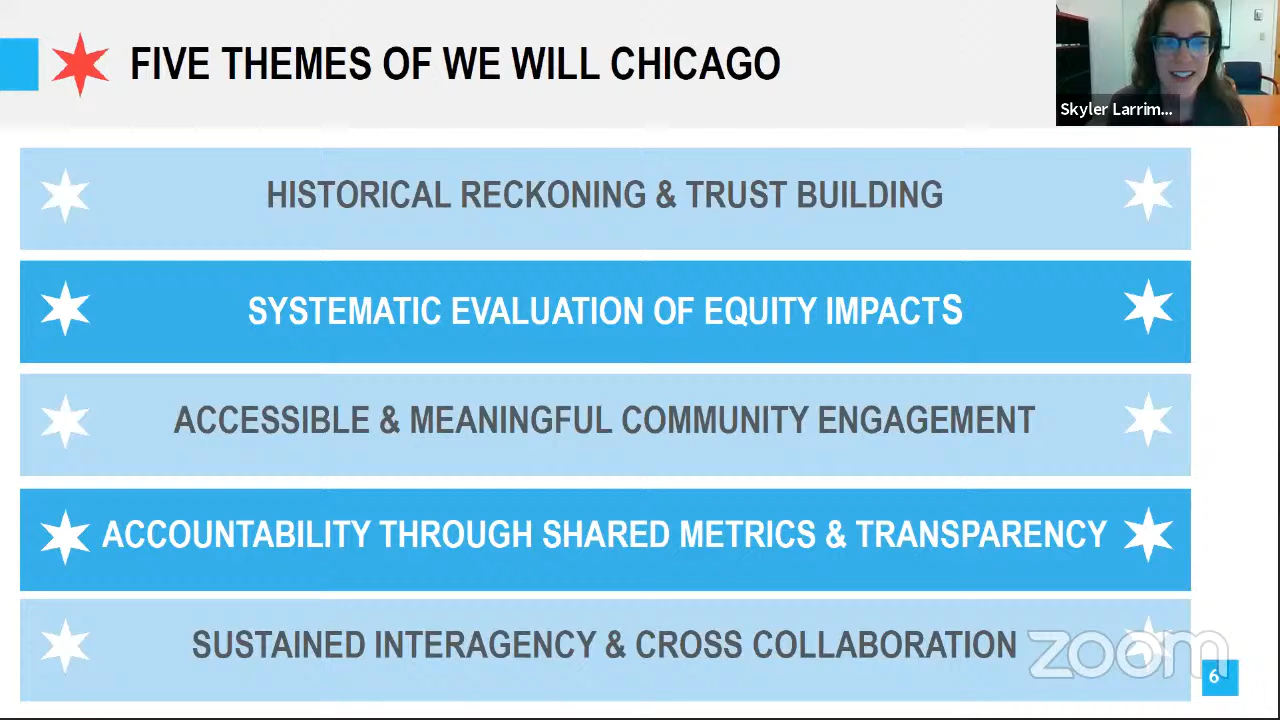 FIVE THEMES OF WE WILL CHICAGO
Skyler Larrim...
HISTORICAL RECKONING & TRUST BUILDING
SYSTEMATIC EVALUATION OF EQUITY IMPACTS
ACCESSIBLE & MEANINGFUL COMMUNITY ENGAGEMENT
ACCOUNTABILITY THROUGH SHARED METRICS & TRANSPARENCY
SUSTAINED INTERAGENCY & CROSS COLLABORATION
zoom
6